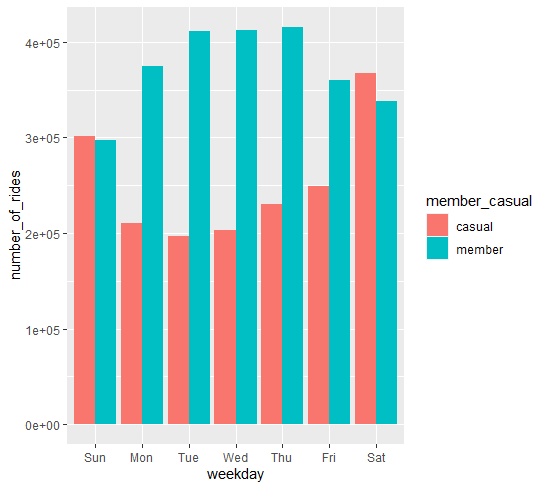 4e+05
3e+05
2e+05
1e+05
0e+00
number_of_rides
Sun Mon Tue Wed Thu Fri Sat
weekday
member_casual
casual
member